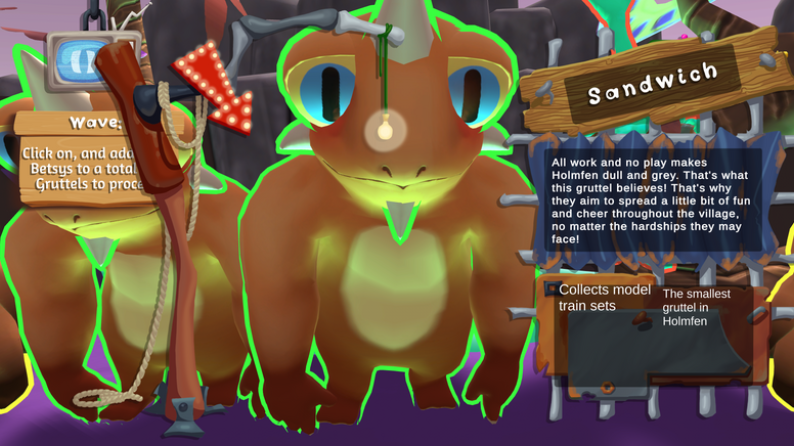 Wave:
Click on, and add
Betsys to a total
Gruttels to
Sandwich
All work and no play makes
Holmfen dull and grey. That's what
this gruttel believes! That's why
they aim to spread a little bit of fun
and cheer throughout the village,
no matter the hardships they may
face!
Collects model
train sets
The smallest
gruttel in
Holmfen